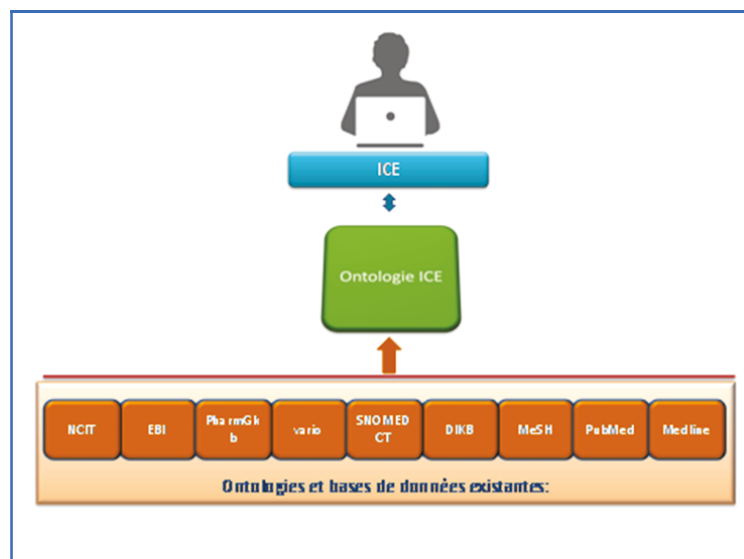 ICE
Ontologie ICE
NCIT
EBI
PharmGk
b
vario
SNOMED
CT
DIKB
MeSH
PubMed
Medline
Ontologies et bases de données existantes: